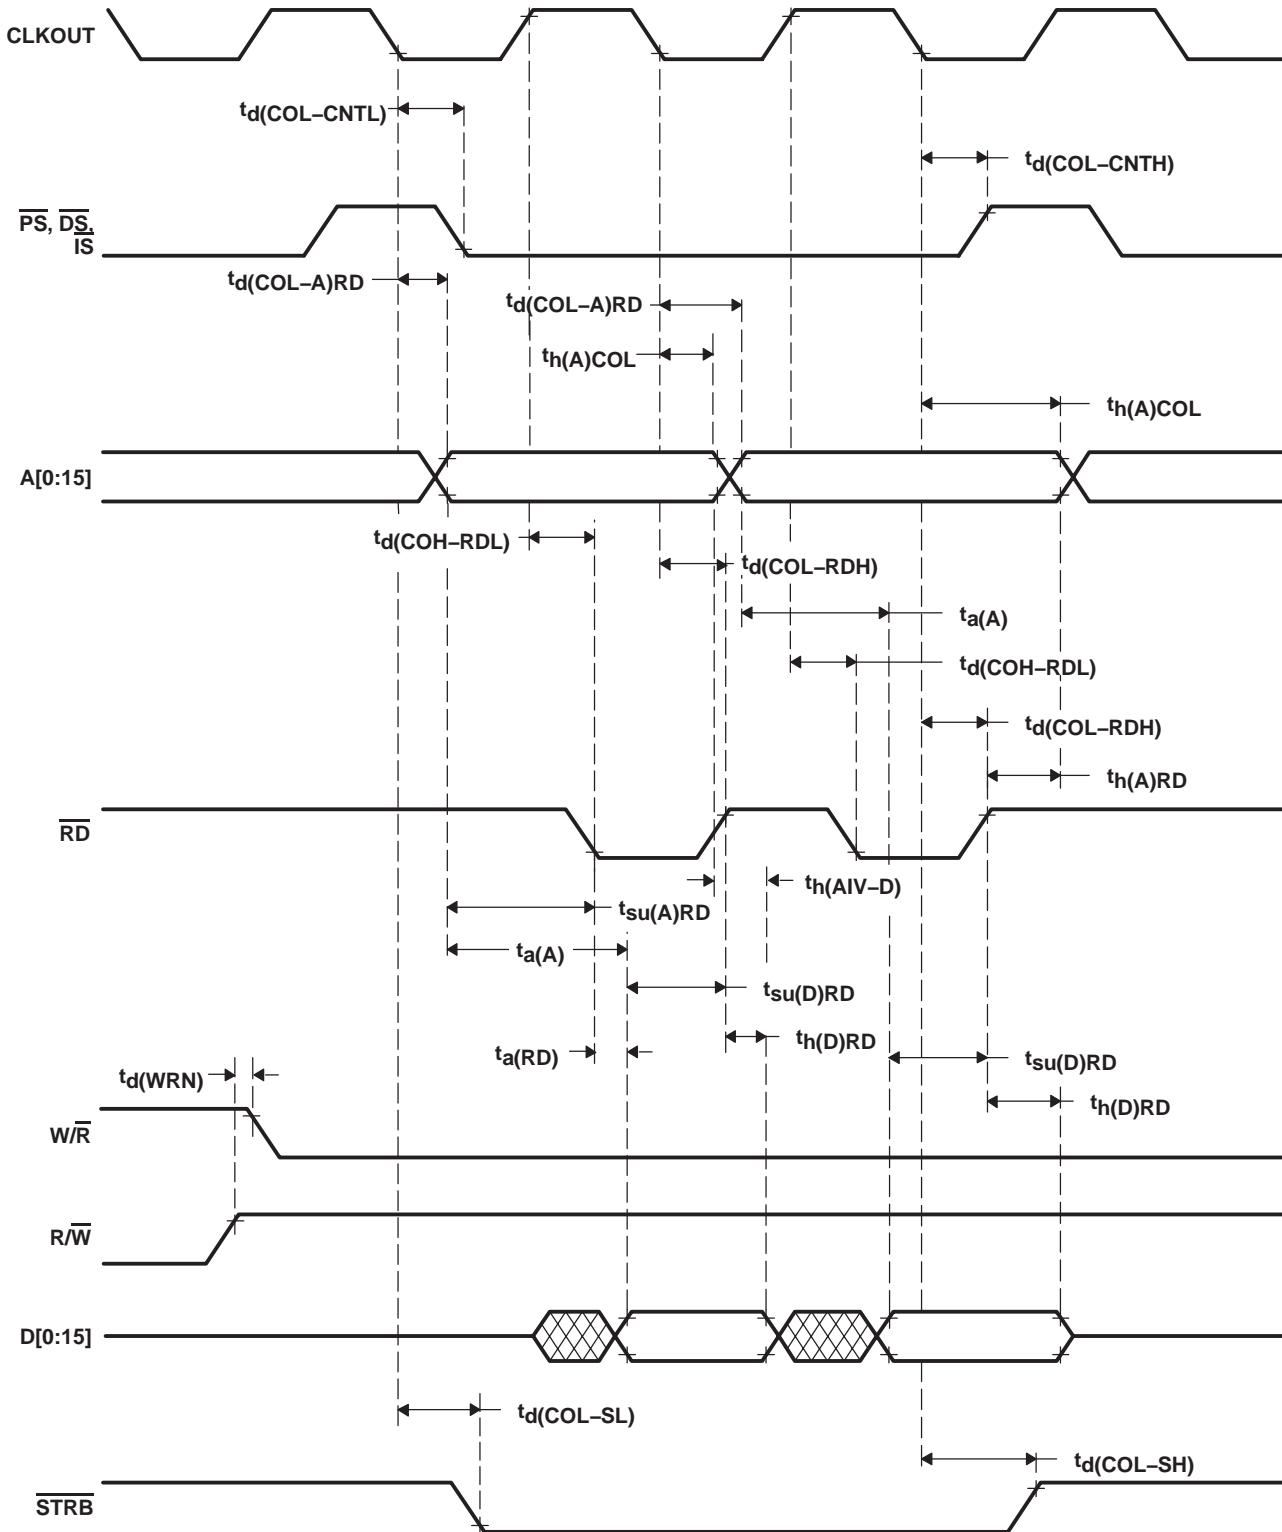 CLKOUT
td(COL–CNTL)
td(COL–CNTH)
PS, DS,
IS
td(COL–A)RD
td(COL–A)RD
th(A)COL
th(A)COL
A[0:15]
td(COH–RDL)
td(COL–RDH)
ta(A)
td(COH–RDL)
td(COL–RDH)
th(A)RD
RD
th(AIV–D)
tsu(A)RD
ta(A)
tsu(D)RD
th(D)RD
ta(RD)
tsu(D)RD
td(WRN)
th(D)RD
W/R
R/W
D[0:15]
td(COL–SL)
td(COL–SH)
STRB